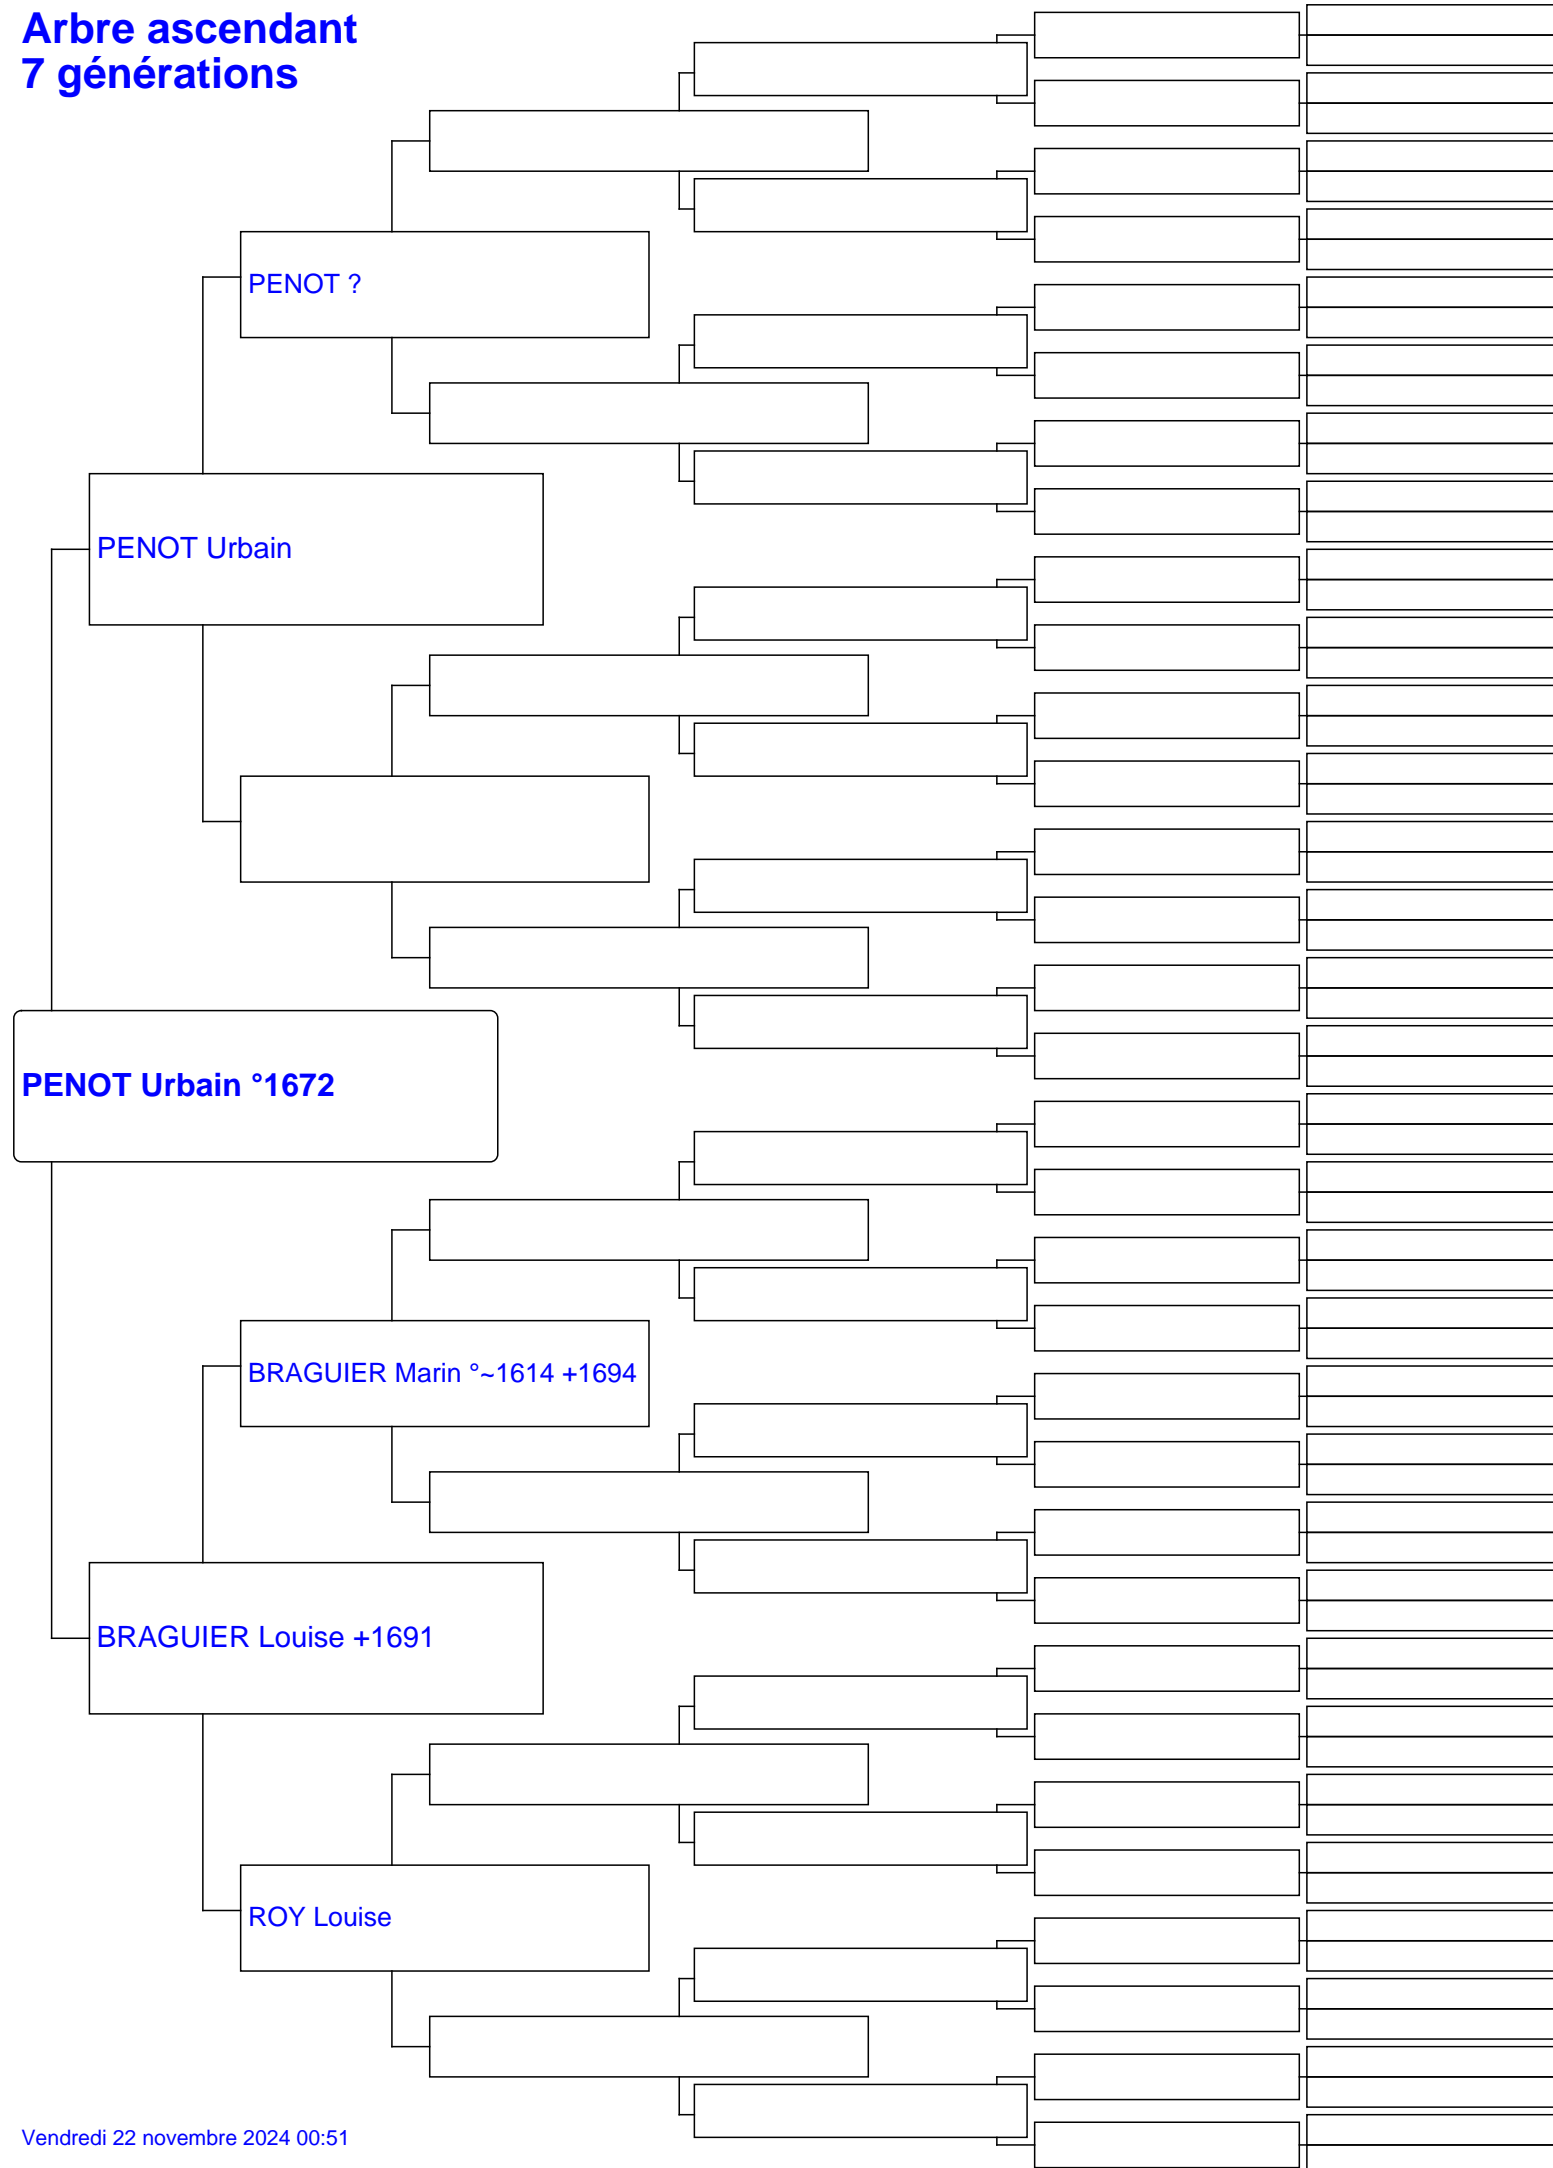 Arbre ascendant
7 générations
PENOT ?
PENOT Urbain
PENOT Urbain °1672
BRAGUIER Marin °~1614 +1694
BRAGUIER Louise +1691
ROY Louise
Vendredi 22 novembre 2024 00:51